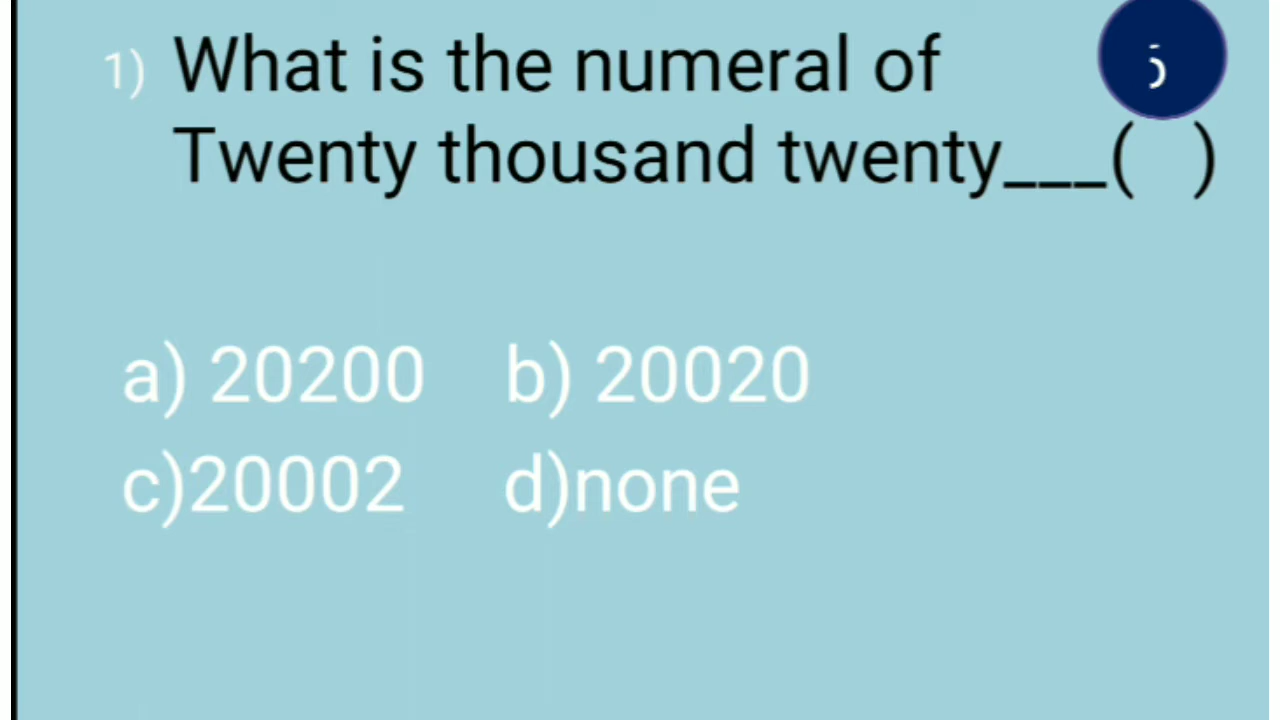 1) What is the numeral of
Twenty thousand twenty___( )
a) 20200 b) 20020
c)20002 d)none